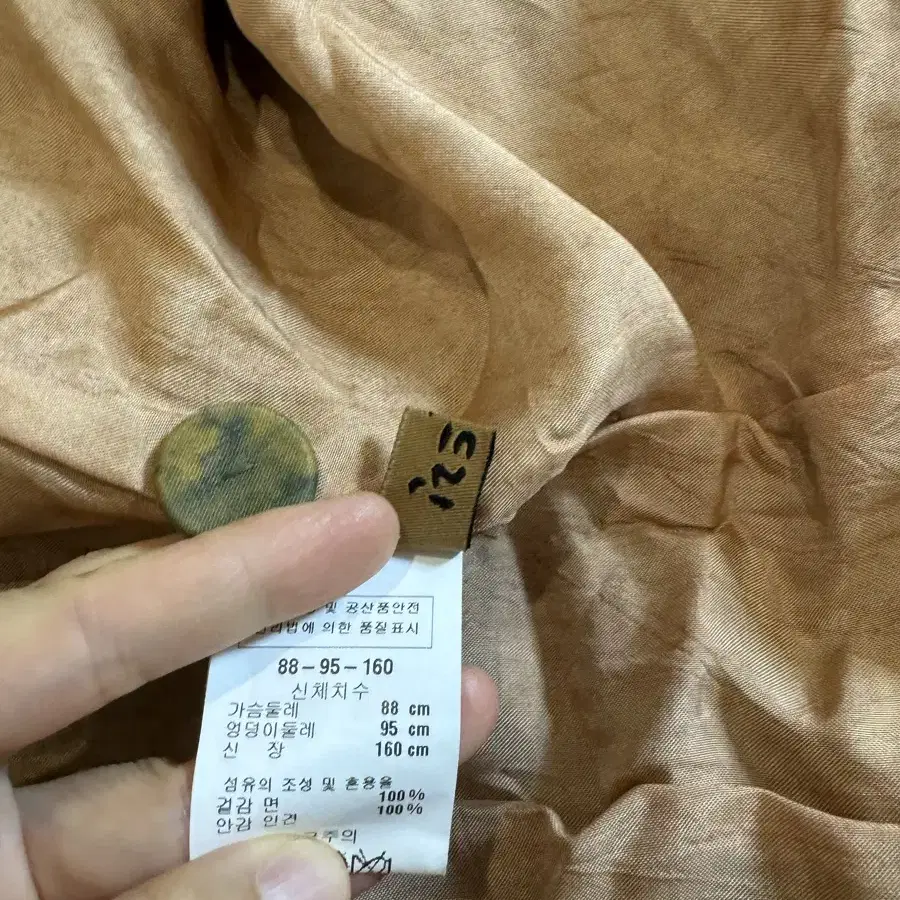 및 공산품안전
관리법에 의한 품질표시
88-95-160
신체치수
가슴둘레 88 cm
엉덩이둘레 95 cm
신 장 160 cm
섬유의 조성 및 혼용율
겉감 면 100%
안감 인견 100%